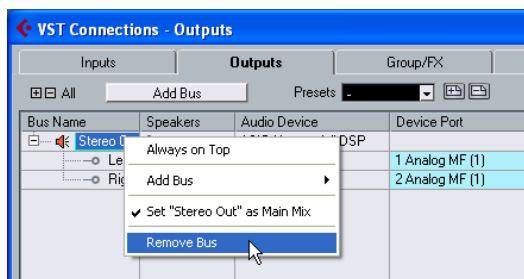 VST Connections - Outputs
Inputs Outputs Group/FX
All Add Bus Presets -
Bus Name Speakers Audio Device Device Port
Stereo DSP
Always on Top
1 Analog MF (1)
Add Bus
2 Analog MF (1)
Set "Stereo Out" as Main Mix
Remove Bus